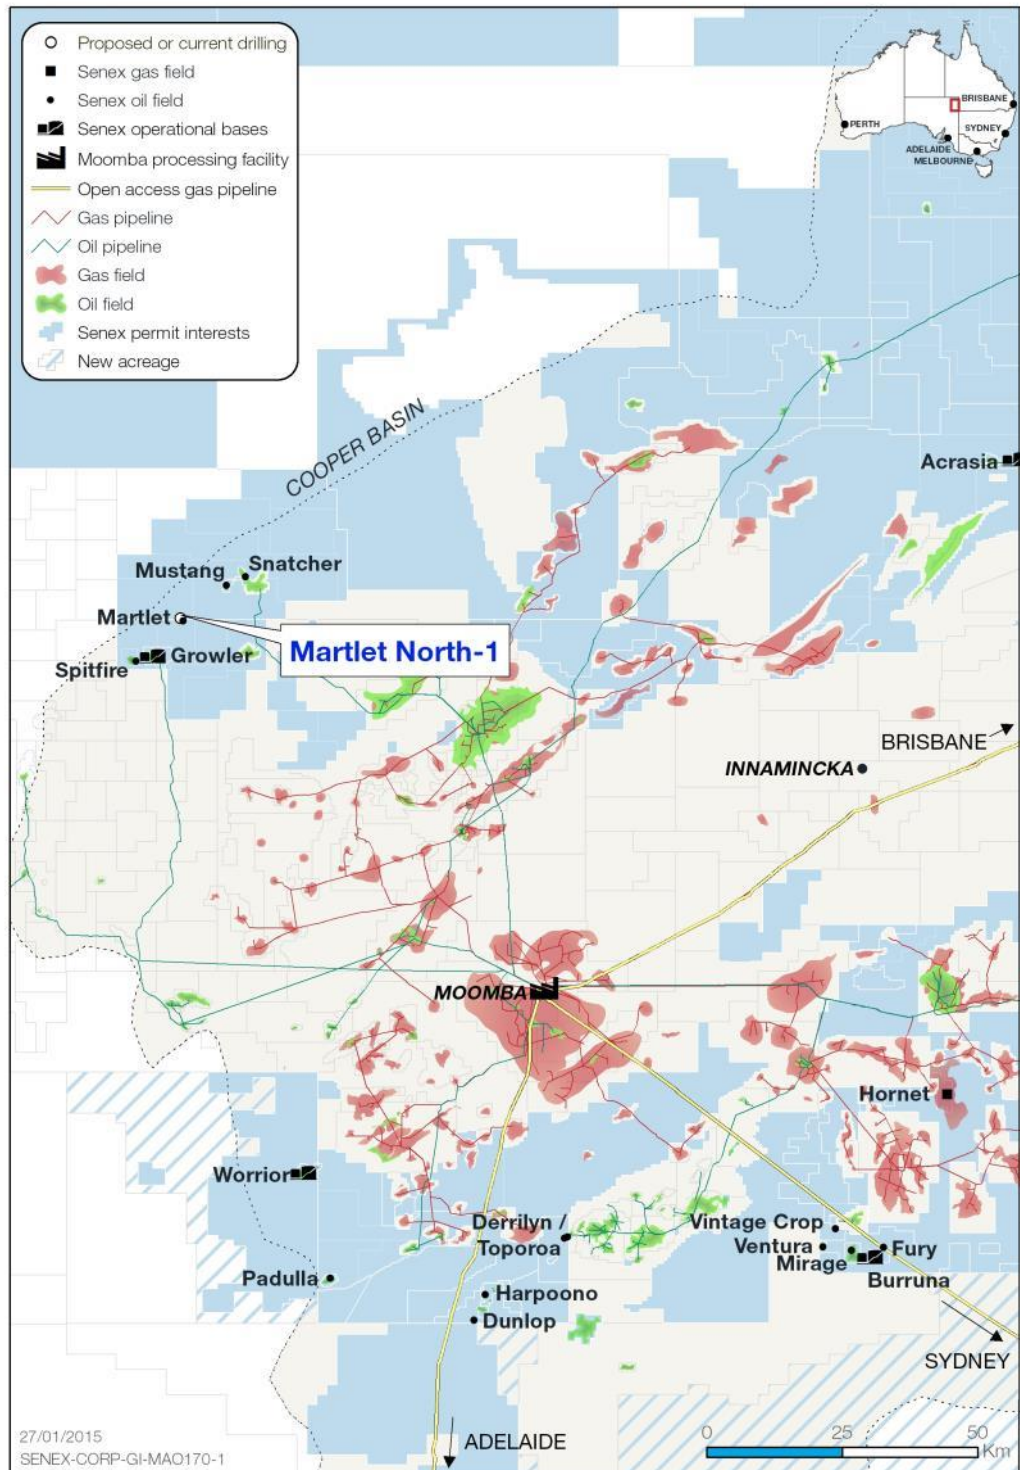 Proposed or current drilling
Senex gas field
Senex oil field
Senex operational bases
Moomba processing facility
Open access gas pipeline
Gas pipeline
Oil pipeline
Gas field
Oil field
Senex permit interests
New acreage
BRISBANE
PERTH
SYDNEY
ADELAIDE
MELBOURNE
COOPER BASIN
Acrasia
Snatcher
Mustang
Martlet
Martlet North-1
Growler
Spitfire
BRISBANE
INNAMINCKA
MOOMBA
Hornet
Worrior
Derrilyn /
Toporoa
Vintage Crop
Ventura
Fury
Mirage
Burruna
Padulla
Harpoono
Dunlop
SYDNEY
ADELAIDE
27/01/2015
SENEX-CORP-GI-MAO170-1
0 25 50
Km